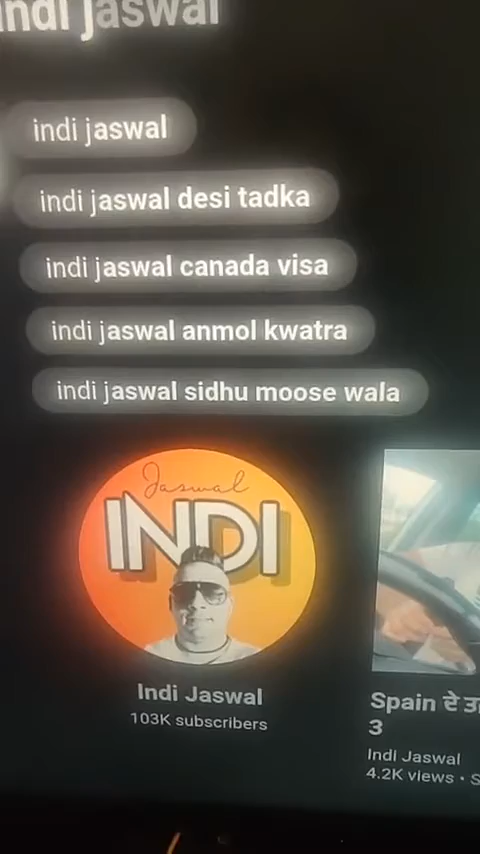 indi jaswal
indi jaswal
indi jaswal desi tadka
indi jaswal canada visa
indi jaswal anmol kwatra
indi jaswal sidhu moose wala
Jaswal
INDI
Indi Jaswal
103K subscribers
Spain ਦੇ
3
Indi Jaswal
4.2K views •